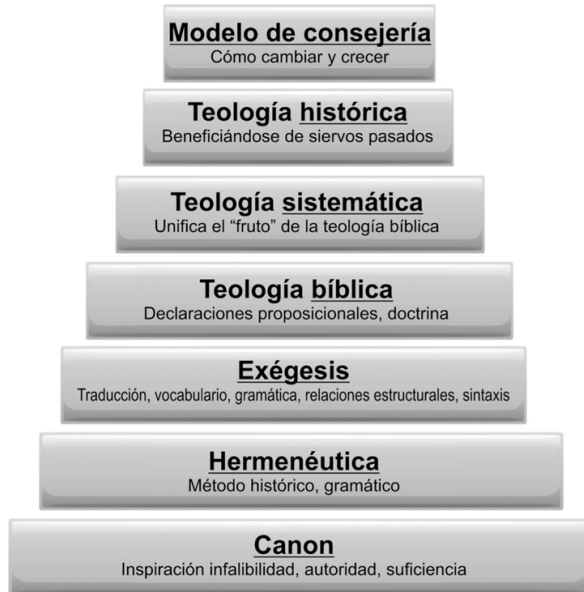 Modelo de consejería
Cómo cambiar y crecer
Teología histórica
Beneficiándose de siervos pasados
Teología sistemática
Unifica el “fruto” de la teología bíblica
Teología bíblica
Declaraciones proposicionales, doctrina
Exégesis
Traducción, vocabulario, gramática, relaciones estructurales, sintaxis
Hermenéutica
Método histórico, gramático
Canon
Inspiración infalibilidad, autoridad, suficiencia